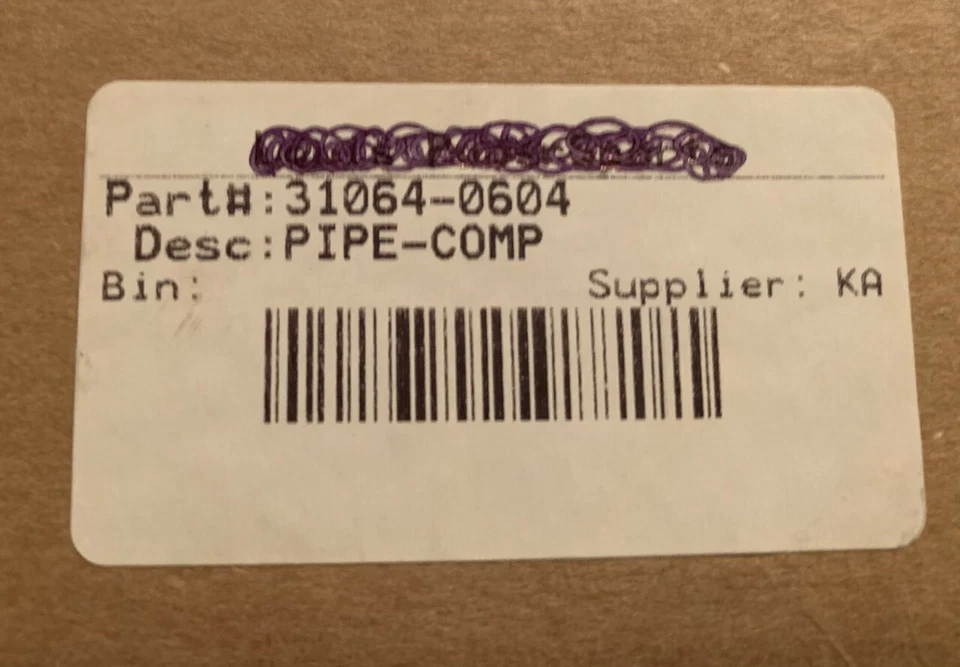 Part#:31064-0604
Desc:PIPE-COMP
Bin:
Supplier: KA